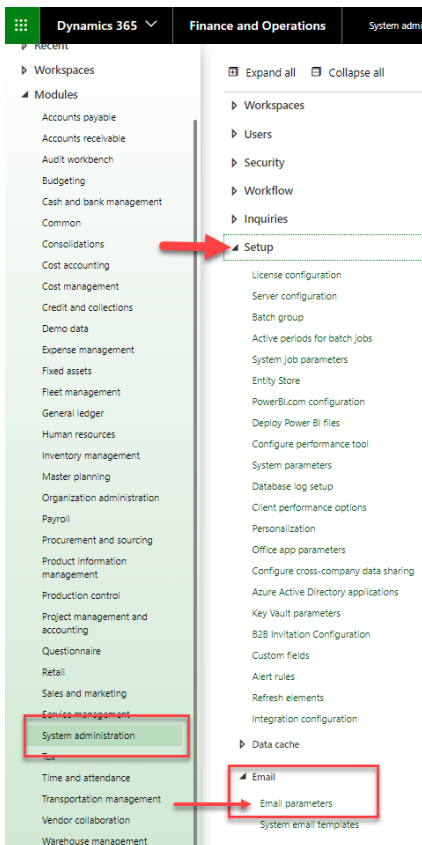 Dynamics 365
Finance and Operations
System admi
Recent
Workspaces
Modules
Accounts payable
Accounts receivable
Audit workbench
Budgeting
Cash and bank management
Common
Consolidations
Cost accounting
Cost management
Credit and collections
Demo data
Expense management
Fixed assets
Fleet management
General ledger
Human resources
Inventory management
Master planning
Organization administration
Payroll
Procurement and sourcing
Product information
management
Production control
Project management and
accounting
Questionnaire
Retail
Sales and marketing
Service management
System administration
Tax
Time and attendance
Transportation management
Vendor collaboration
Warehouse management
Expand all
Collapse all
Workspaces
Users
Security
Workflow
Inquiries
Setup
License configuration
Server configuration
Batch group
Active periods for batch jobs
System job parameters
Entity Store
PowerBI.com configuration
Deploy Power BI files
Configure performance tool
System parameters
Database log setup
Client performance options
Personalization
Office app parameters
Configure cross-company data sharing
Azure Active Directory applications
Key Vault parameters
B2B Invitation Configuration
Custom fields
Alert rules
Refresh elements
Integration configuration
Data cache
Email
Email parameters
System email templates